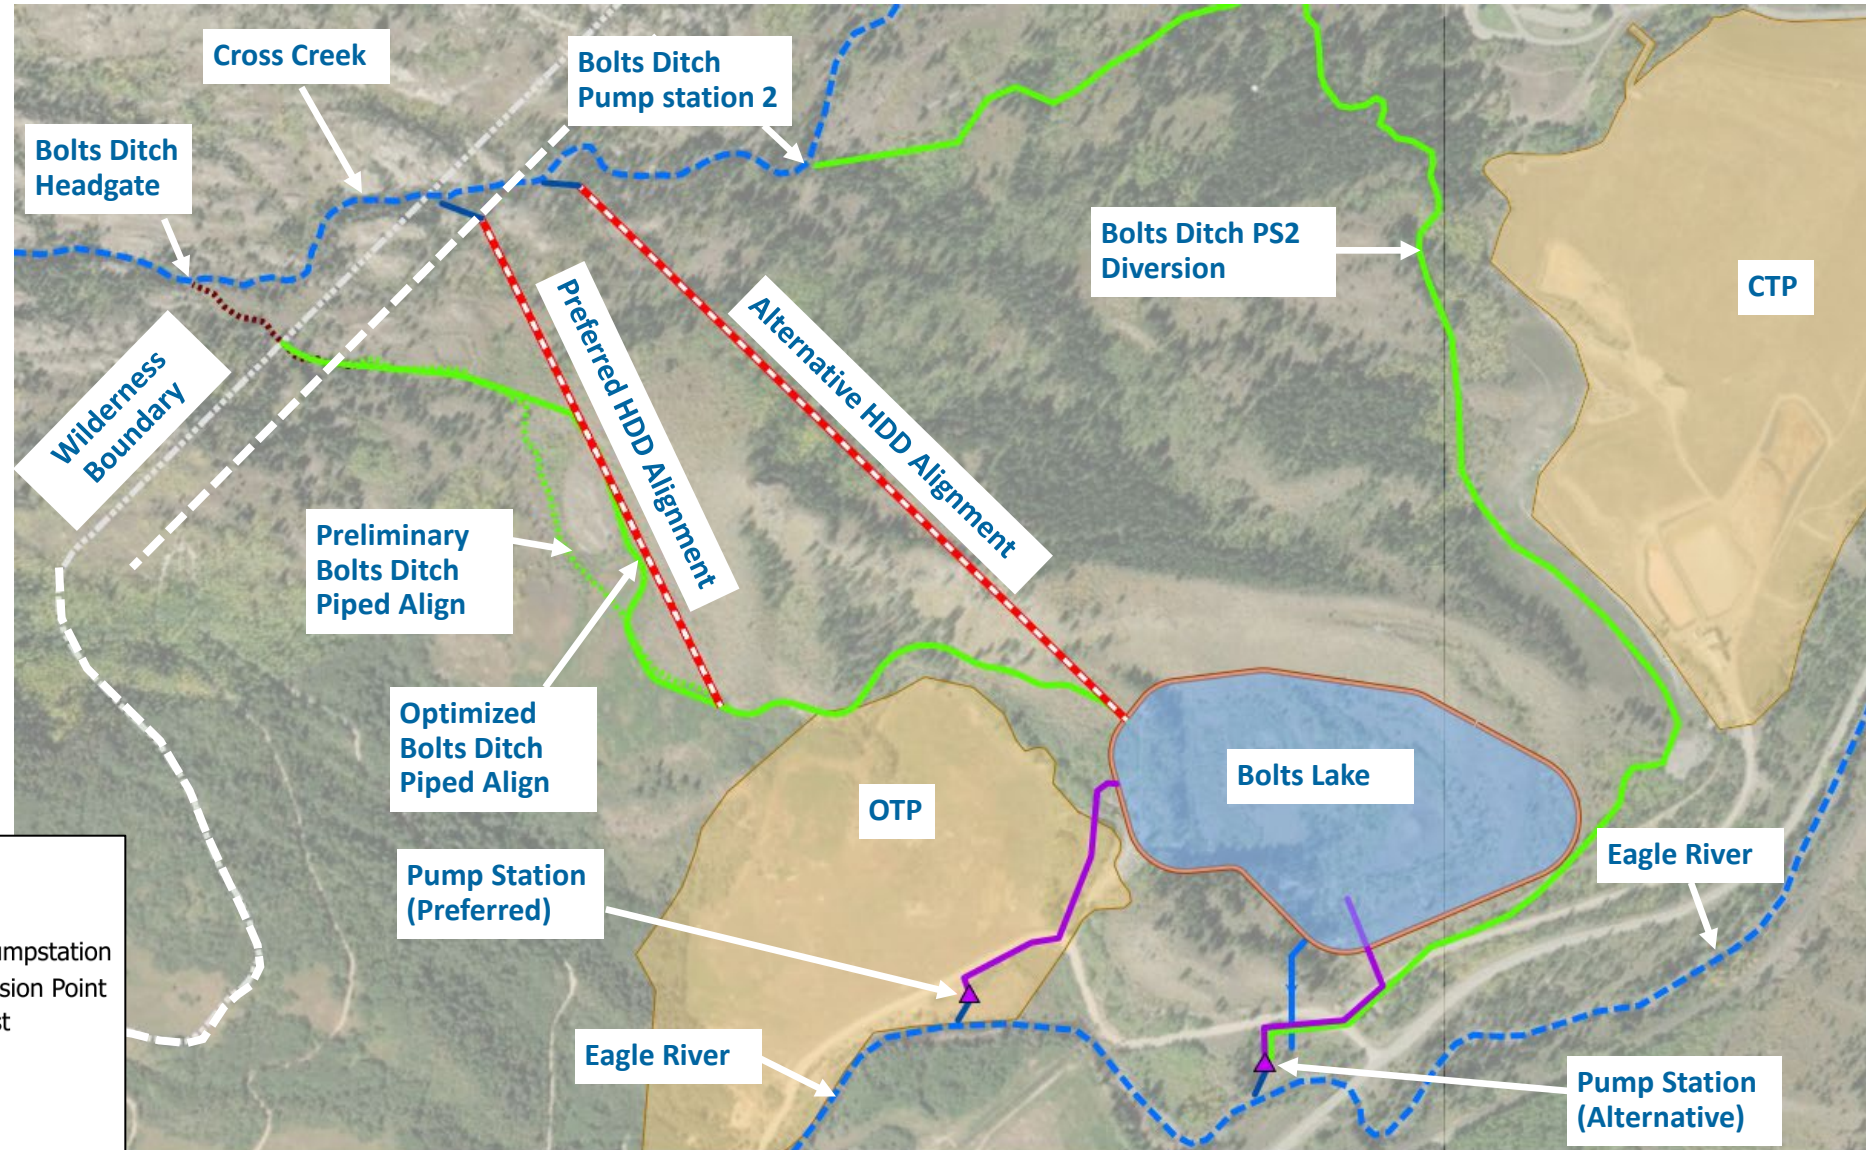 Cross Creek
Bolts Ditch
Pump station 2
Bolts Ditch
Headgate
Bolts Ditch PS2
Diversion
CTP
Wilderness
Boundary
Preferred HDD Alignment
Alternative HDD Alignment
Preliminary
Bolts Ditch
Piped Align
Optimized
Bolts Ditch
Piped Align
Bolts Lake
OTP
Pump Station
(Preferred)
Eagle River
Eagle River
Pump Station
(Alternative)
umpstation
sion Point
st